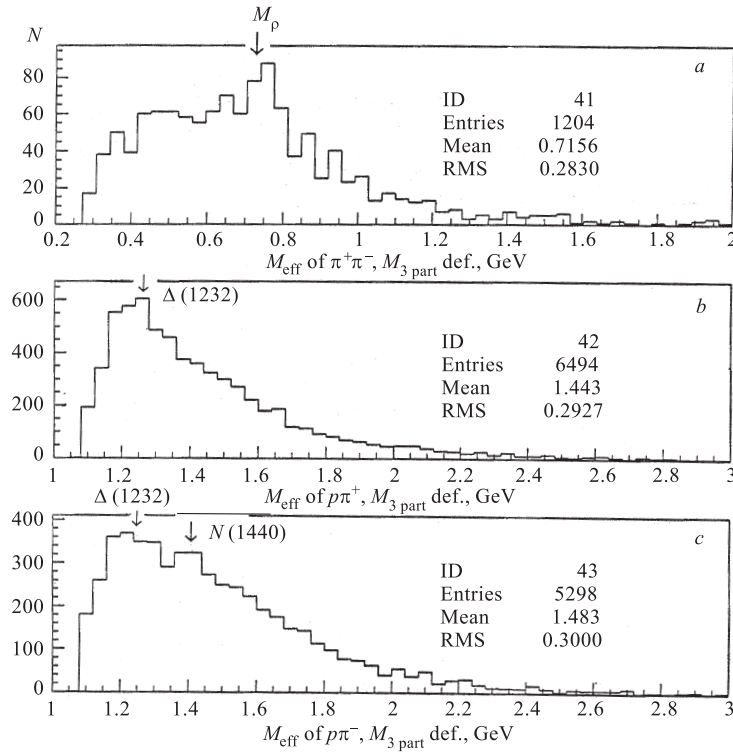 M_ρ
N
a
80
60
40
20
0
ID 41
Entries 1204
Mean 0.7156
RMS 0.2830
0.2 0.4 0.6 0.8 1 1.2 1.4 1.6 1.8 2
M_eff of π⁺π⁻, M_3 part def., GeV
Δ (1232)
b
600
400
200
0
ID 42
Entries 6494
Mean 1.443
RMS 0.2927
1 1.2 1.4 1.6 1.8 2 2.2 2.4 2.6 2.8 3
M_eff of pπ⁺, M_3 part def., GeV
Δ (1232)
N (1440)
c
400
300
200
100
0
ID 43
Entries 5298
Mean 1.483
RMS 0.3000
1 1.2 1.4 1.6 1.8 2 2.2 2.4 2.6 2.8 3
M_eff of pπ⁻, M_3 part def., GeV